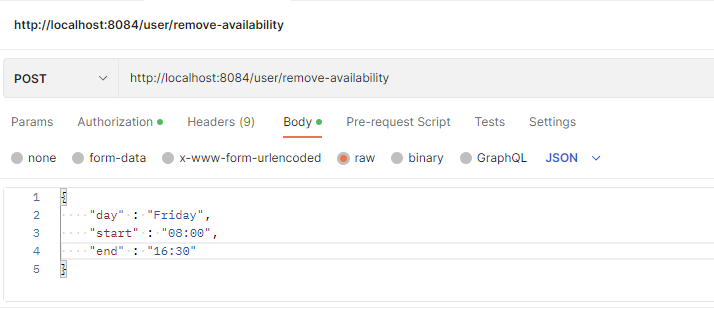 http://localhost:8084/user/remove-availability
POST http://localhost:8084/user/remove-availability
Params Authorization Headers (9) Body Pre-request Script Tests Settings
none form-data x-www-form-urlencoded raw binary GraphQL JSON
1 {
2 "day" : "Friday",
3 "start" : "08:00",
4 "end" : "16:30"
5 }